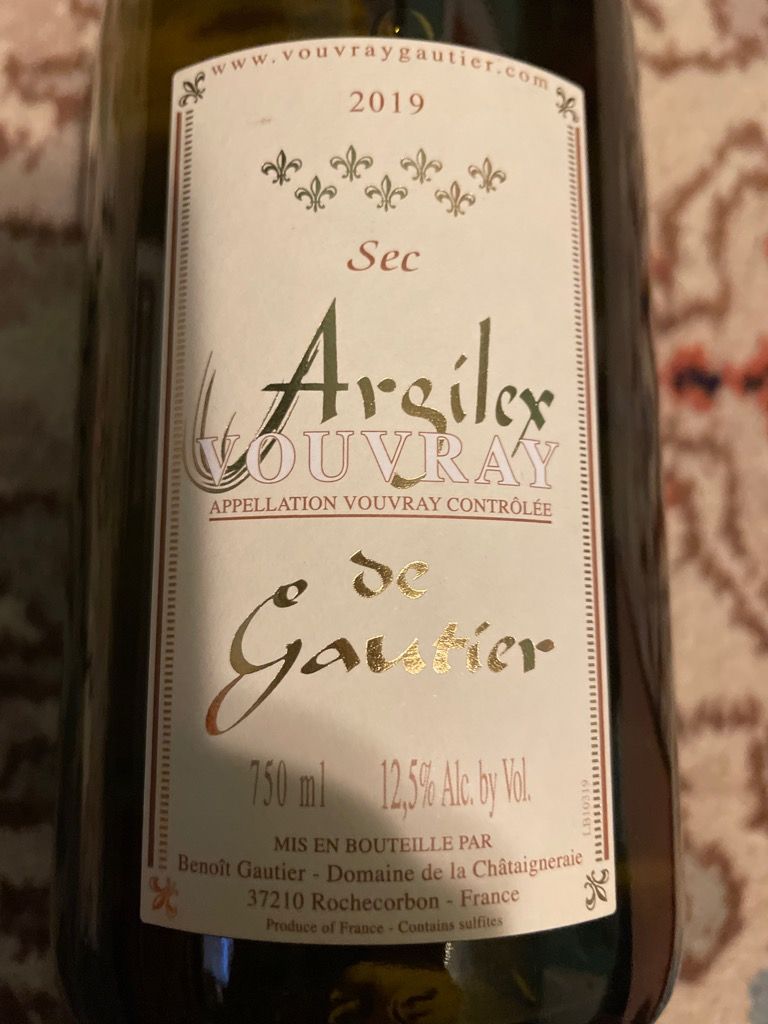 www.vouvraygautier.com
2019
Sec
Argilex
VOUVRAY
APPELLATION VOUVRAY CONTRÔLÉE
de
Gautier
750 ml 12,5% Alc. by Vol.
LB10319
MIS EN BOUTEILLE PAR
Benoît Gautier - Domaine de la Châtaigneraie
37210 Rochecorbon - France
Produce of France - Contains sulfites